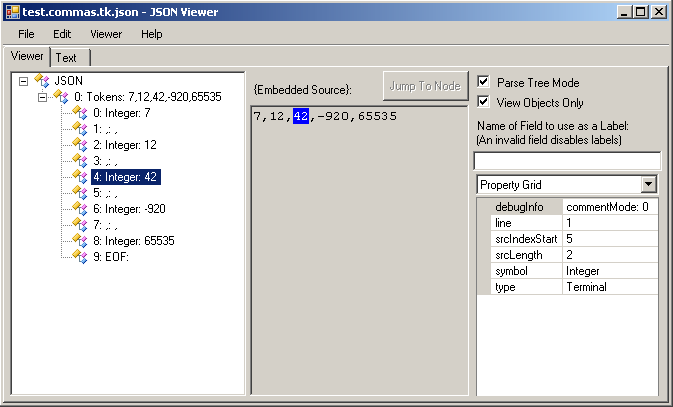 test.commas.tk.json - JSON Viewer
File Edit Viewer Help
Viewer Text
JSON
0: Tokens: 7,12,42,-920,65535
0: Integer: 7
1: ,: ,
2: Integer: 12
3: ,: ,
4: Integer: 42
5: ,: ,
6: Integer: -920
7: ,: ,
8: Integer: 65535
9: EOF:
{Embedded Source}:
Jump To Node
7,12,42,-920,65535
Parse Tree Mode
View Objects Only
Name of Field to use as a Label:
(An invalid field disables labels)
Property Grid
debugInfo commentMode: 0
line 1
srcIndexStart 5
srcLength 2
symbol Integer
type Terminal